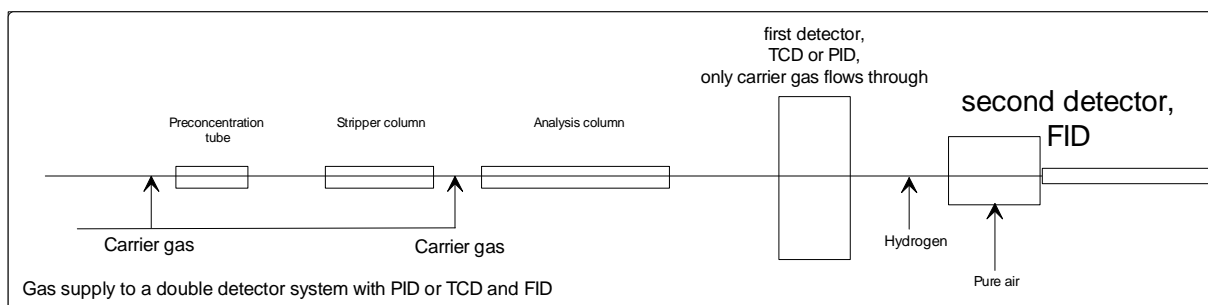 first detector,
TCD or PID,
only carrier gas flows through
second detector,
FID
Preconcentration
tube
Stripper column
Analysis column
Carrier gas
Carrier gas
Hydrogen
Pure air
Gas supply to a double detector system with PID or TCD and FID